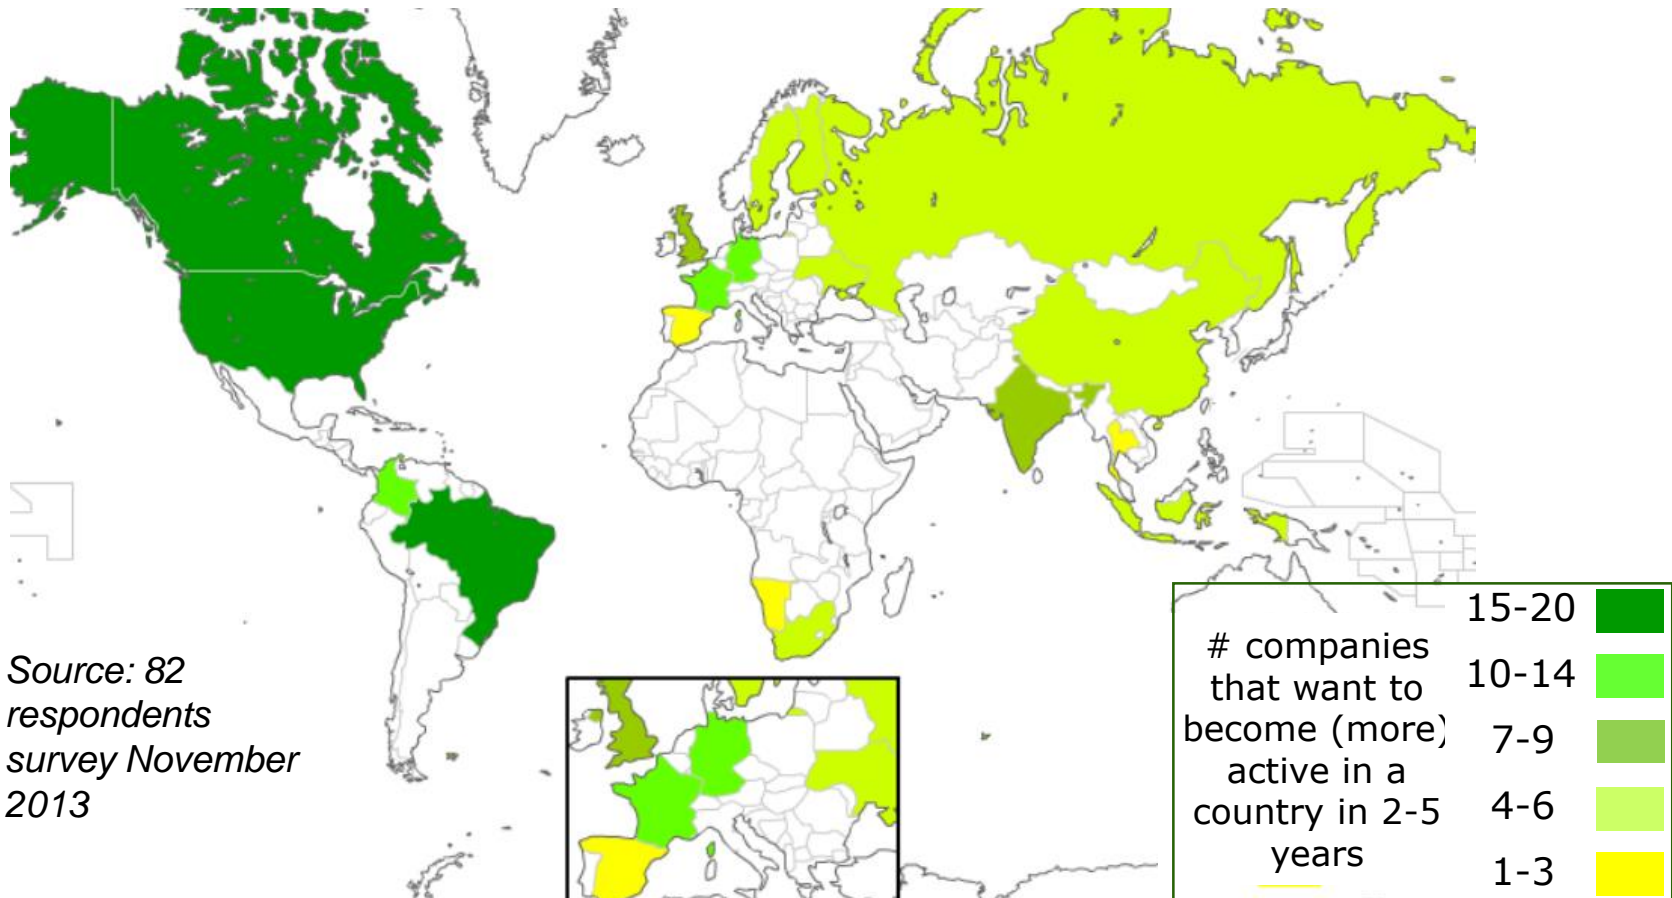 Source: 82
respondents
survey November
2013
# companies
that want to
become (more)
active in a
country in 2-5
years
15-20
10-14
7-9
4-6
1-3